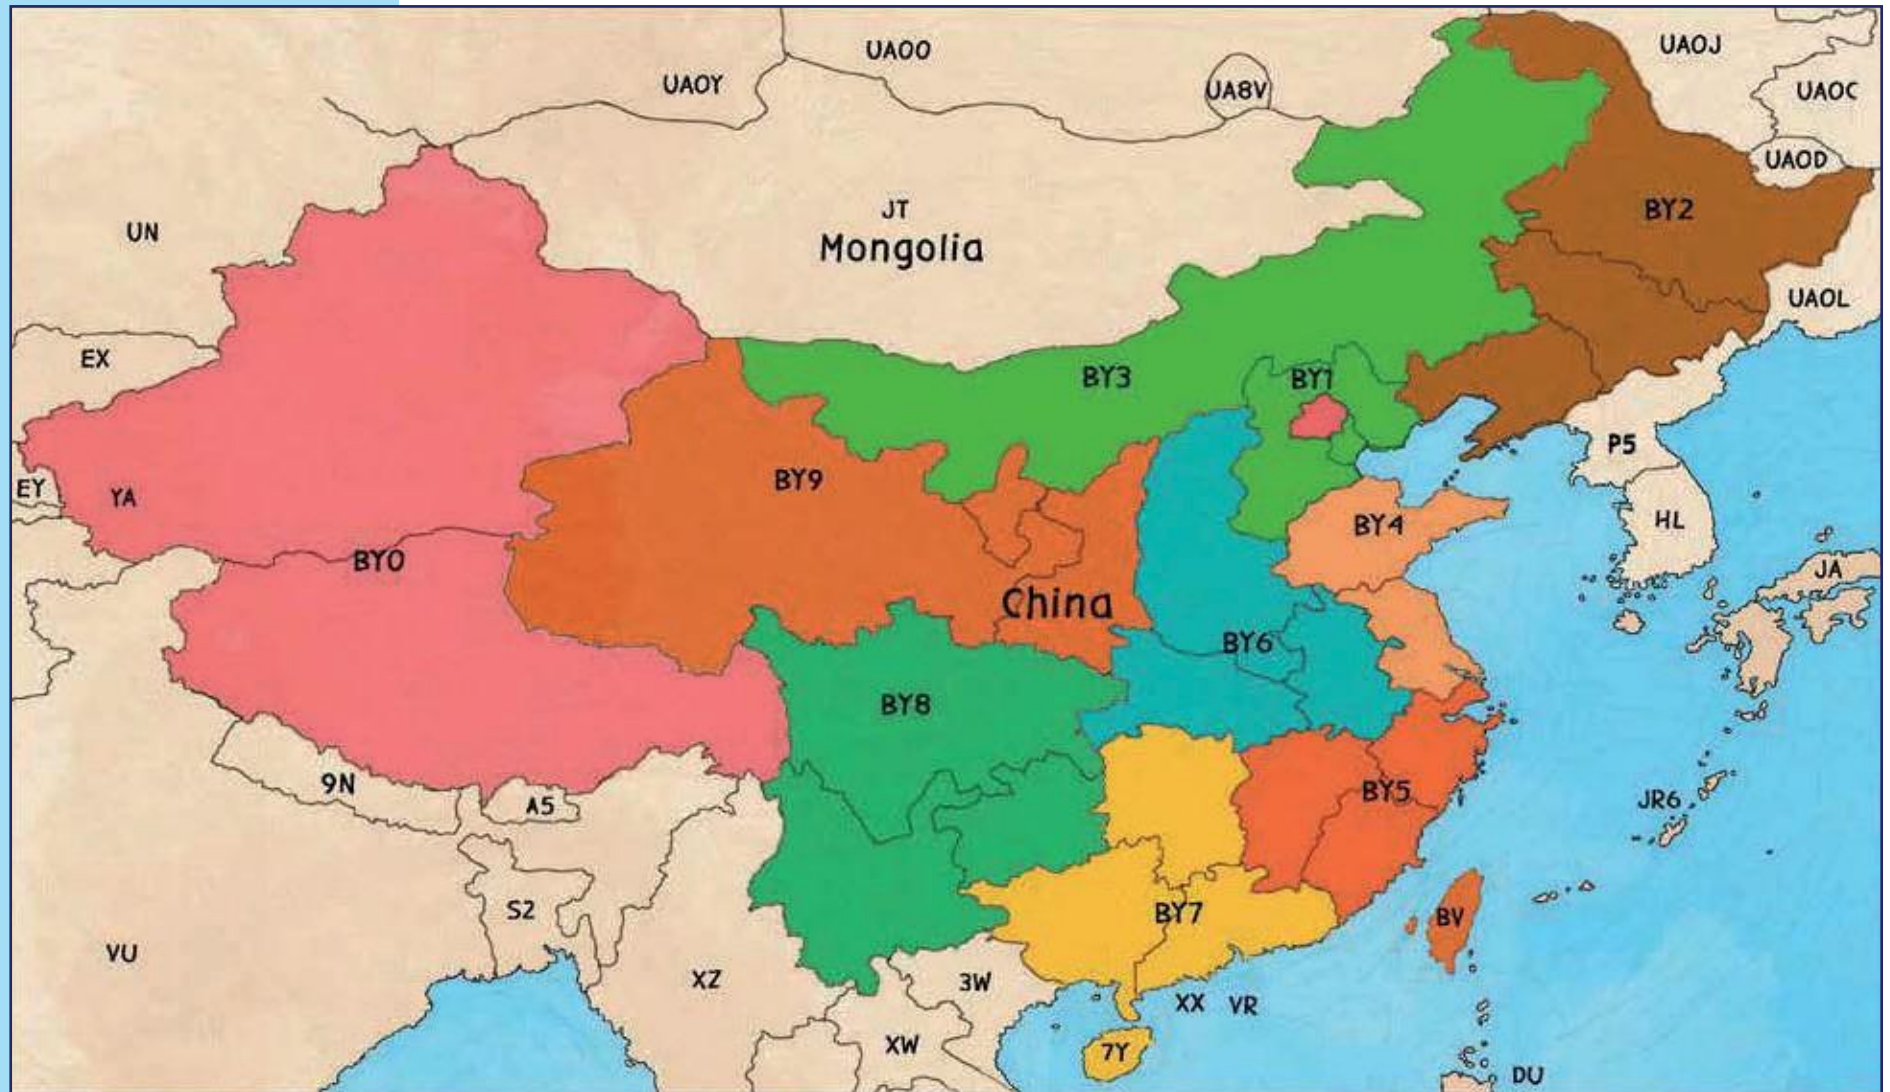 UAOO
UAOJ
UAOY
UA8V
UAOC
UAOD
JT
BY2
UN
Mongolia
UAOL
EX
BY3
BY1
P5
BY9
EY
YA
BY4
HL
BY0
JA
China
BY6
BY8
9N
A5
BY5
JR6
S2
BY7
BV
VU
XZ
3W
XX VR
XW
7Y
DU